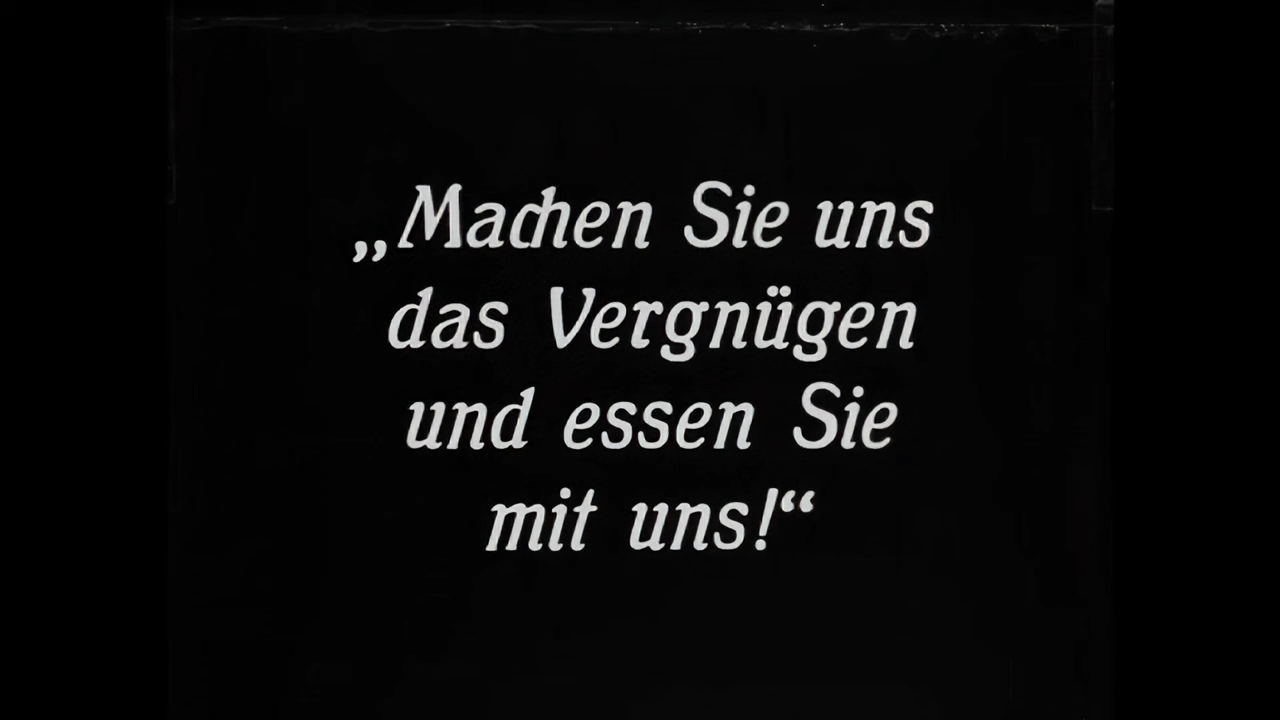 „Machen Sie uns
das Vergnügen
und essen Sie
mit uns!“